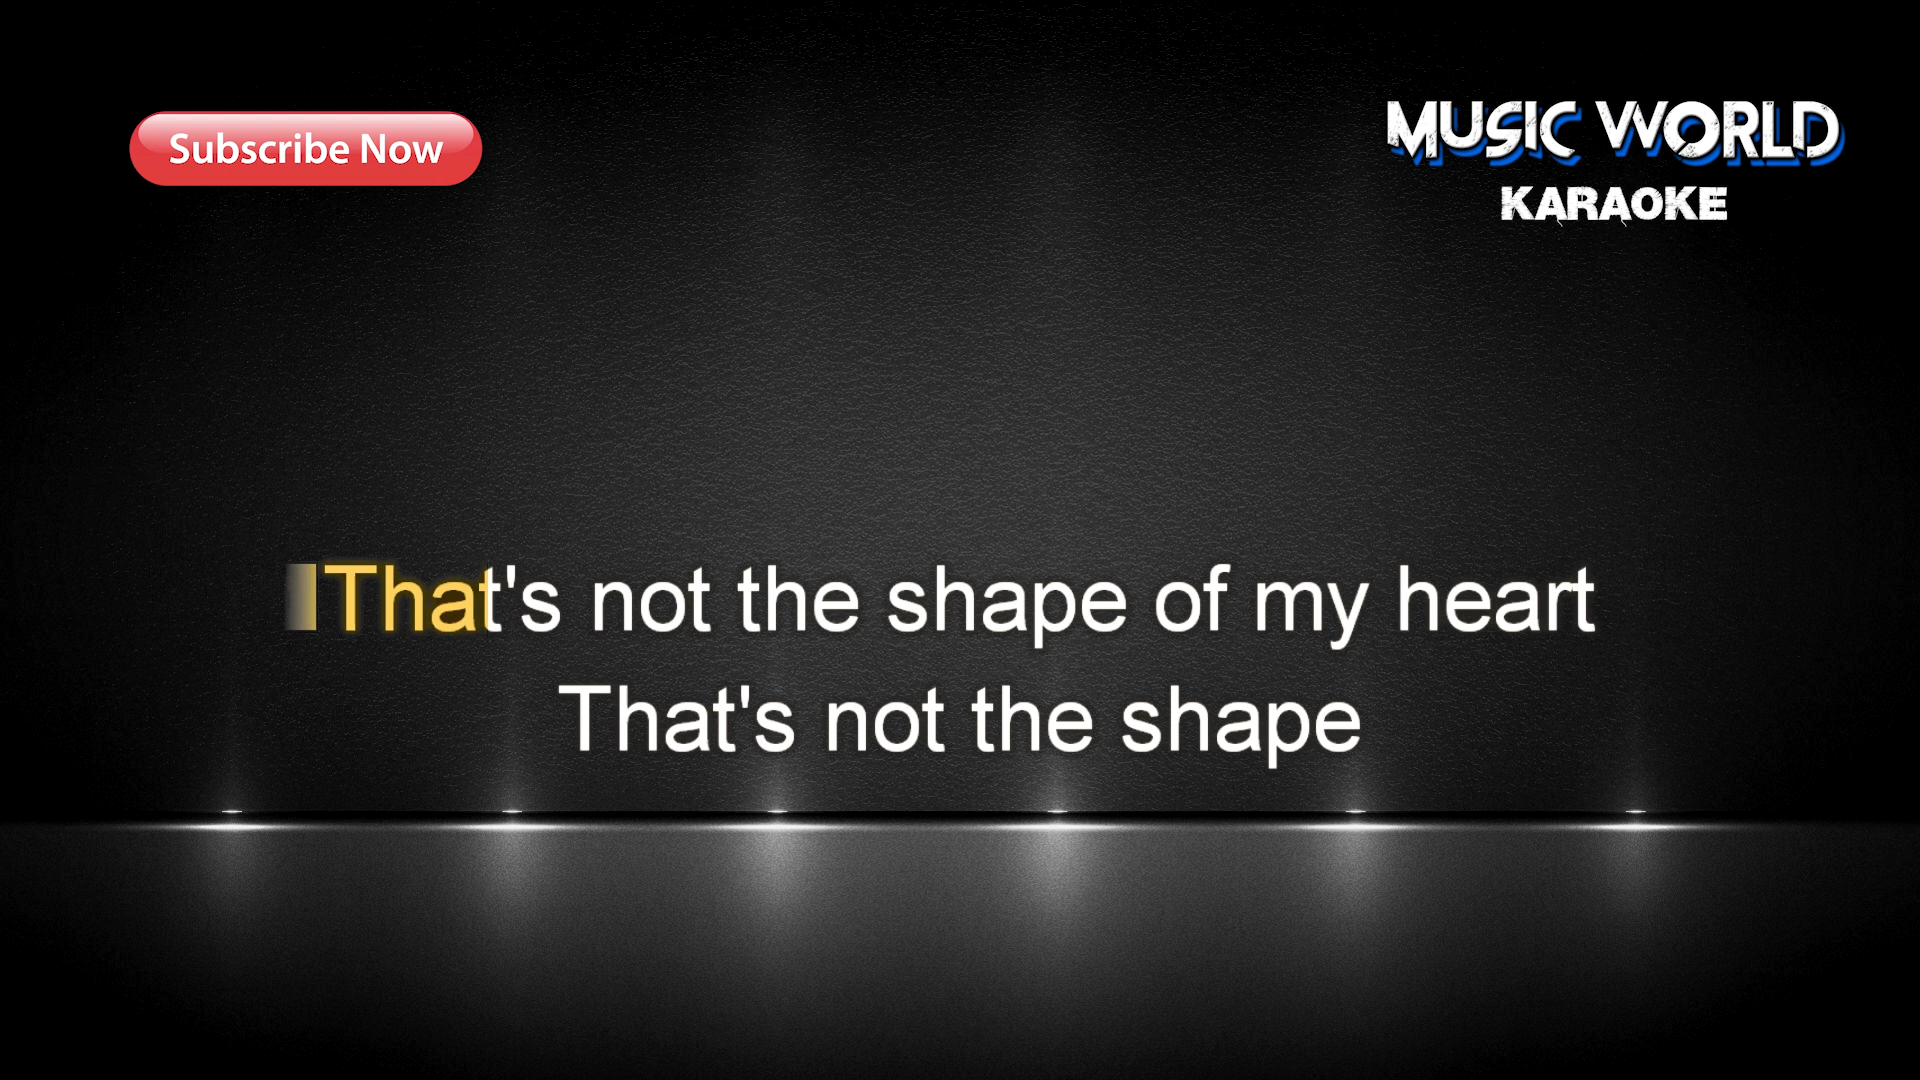 Subscribe Now
MUSIC WORLD
KARAOKE
That's not the shape of my heart
That's not the shape